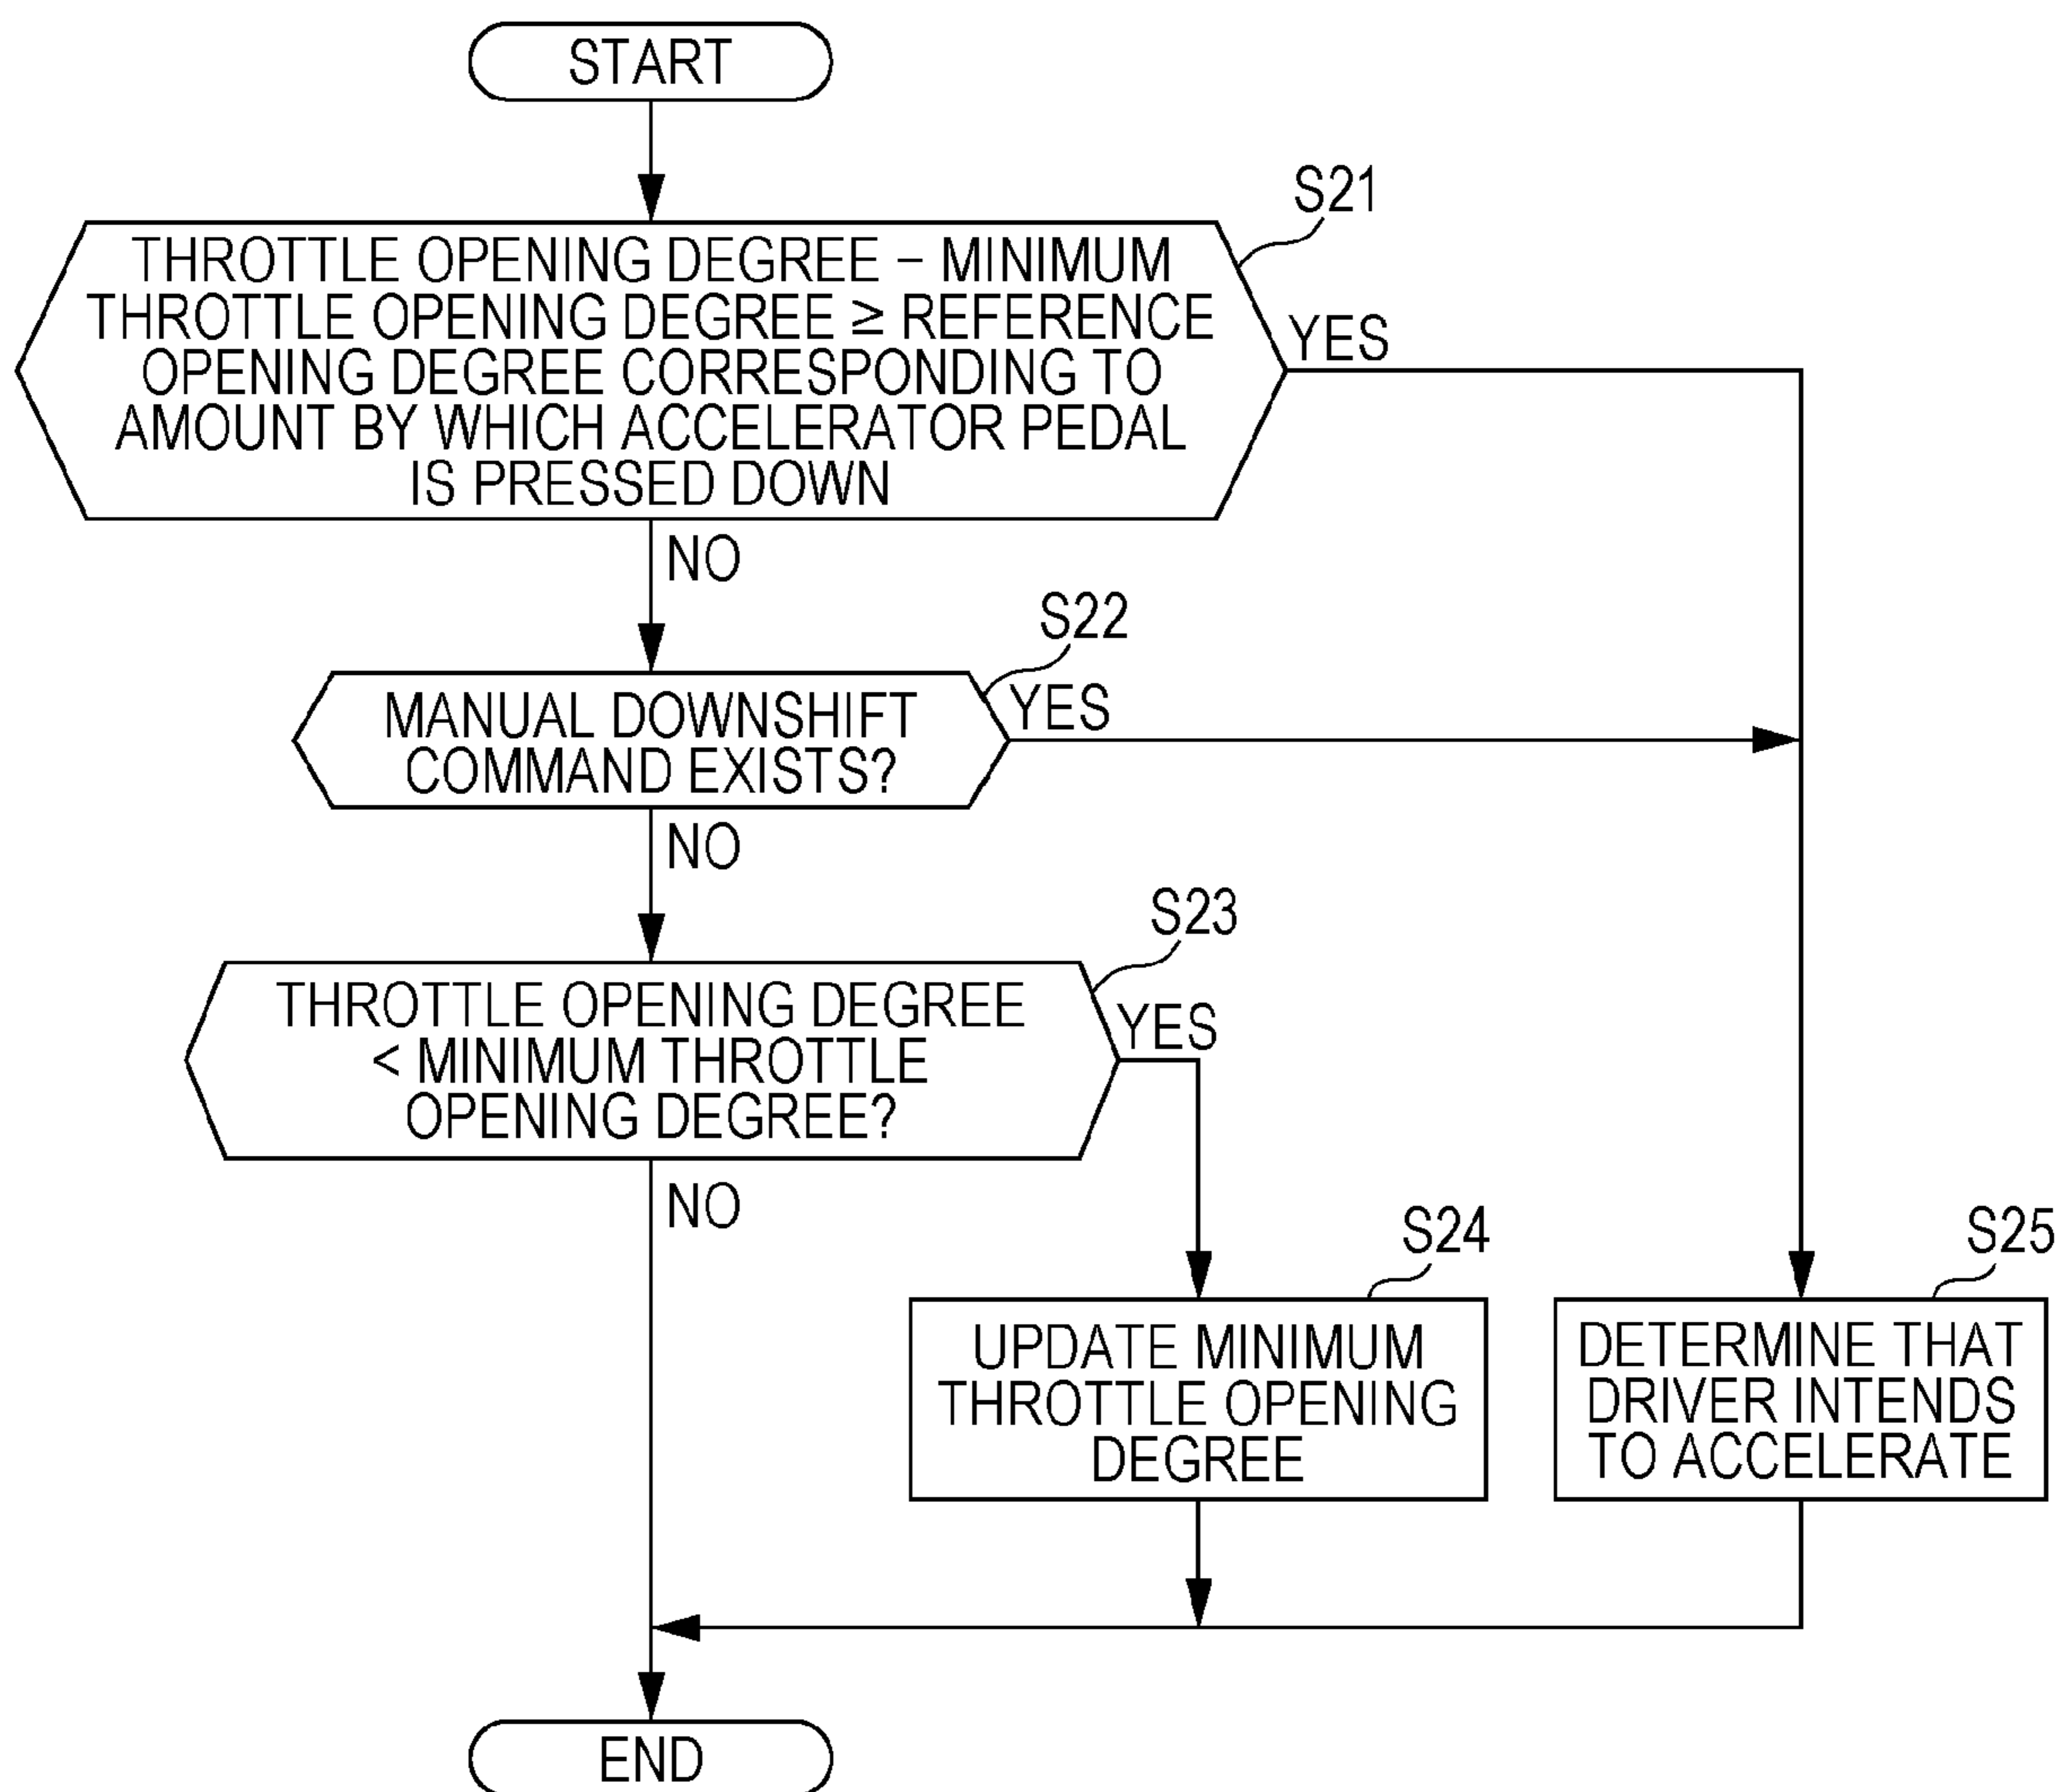 START
S21
THROTTLE OPENING DEGREE – MINIMUM
THROTTLE OPENING DEGREE ≥ REFERENCE
OPENING DEGREE CORRESPONDING TO
AMOUNT BY WHICH ACCELERATOR PEDAL
IS PRESSED DOWN
YES
NO
S22
MANUAL DOWNSHIFT
COMMAND EXISTS?
YES
NO
S23
THROTTLE OPENING DEGREE
< MINIMUM THROTTLE
OPENING DEGREE?
YES
NO
S24
UPDATE MINIMUM
THROTTLE OPENING
DEGREE
S25
DETERMINE THAT
DRIVER INTENDS
TO ACCELERATE
END